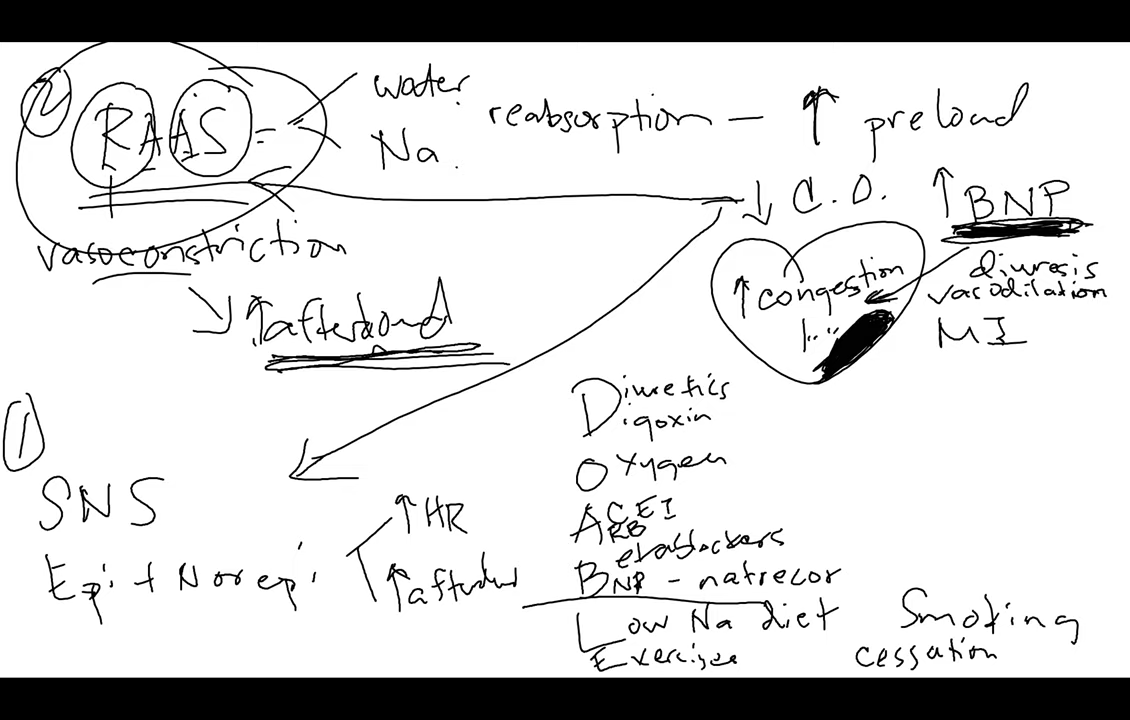 ② RAAS = water
Na.
reabsorption - ↑ preload
vasoconstriction
↑ afterload
↓ C.O. ↑ BNP
↑ congestion
diuresis
vasodilation
MI
①
SNS
Epi + Norepi
↑ HR
↑ afterload
Diuretics
Digoxin
Oxygen
ACEI
ARB
Betablockers
BNP - natrecor
Low Na diet
Exercise
Smoking
cessation